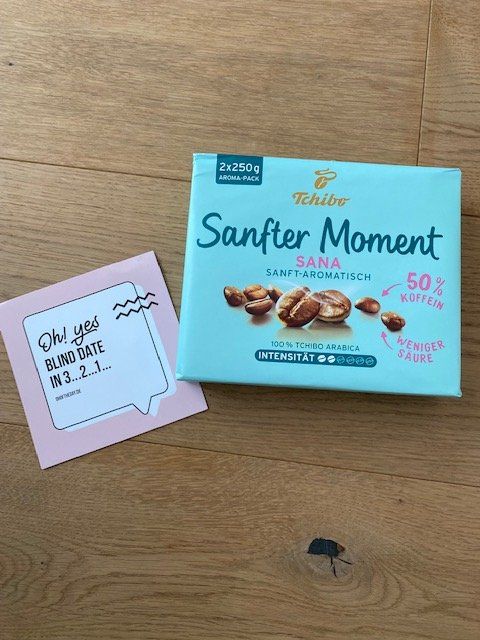 2x250g
AROMA-PACK
Tchibo
Sanfter Moment
SANA
SANFT-AROMATISCH
50%
KOFFEIN
WENIGER
SÄURE
100% TCHIBO ARABICA
INTENSITÄT
Oh! yes
BLIND DATE
IN 3...2...1...